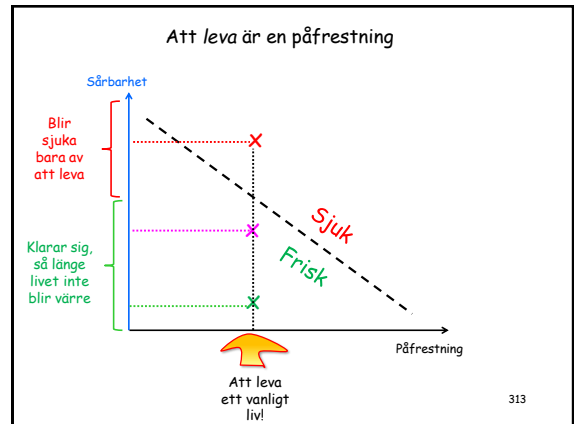 Att leva är en påfrestning
Sårbarhet
Blir
sjuka
bara av
att leva
Sjuk
Frisk
Klarar sig,
så länge
livet inte
blir värre
Påfrestning
Att leva
ett vanligt
liv!
313